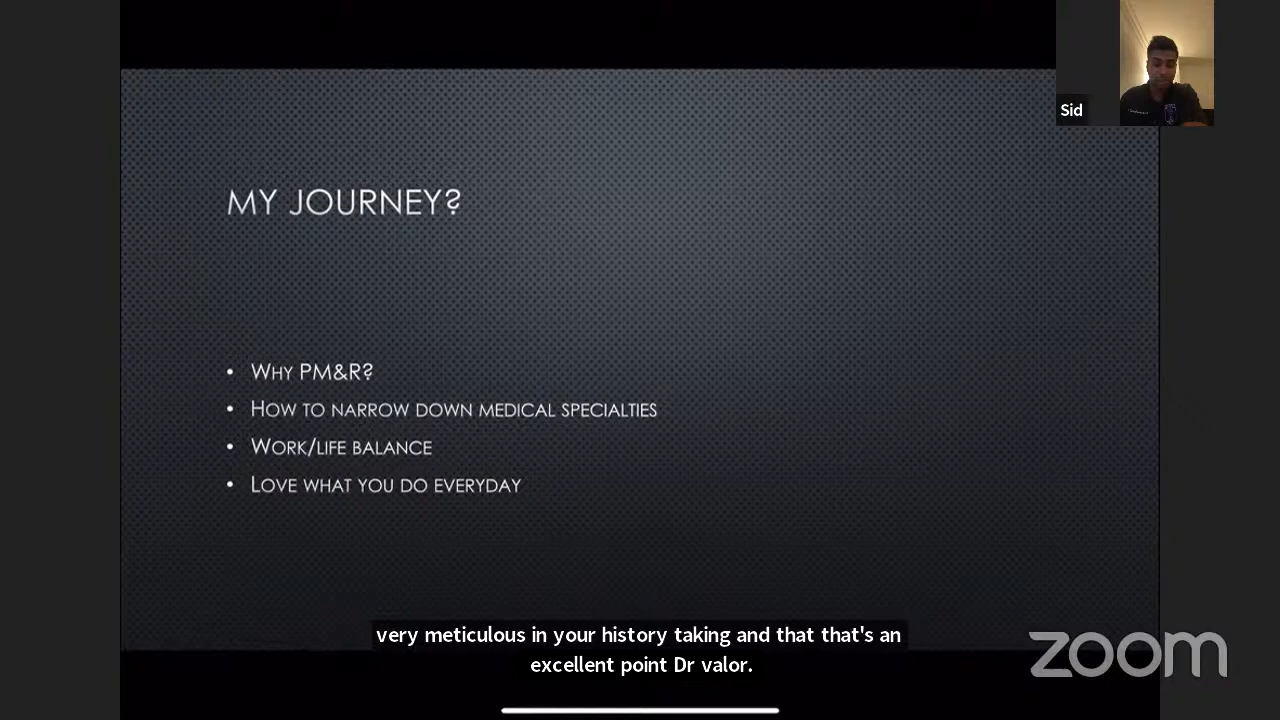 Sid
MY JOURNEY?
• WHY PM&R?
• HOW TO NARROW DOWN MEDICAL SPECIALTIES
• WORK/LIFE BALANCE
• LOVE WHAT YOU DO EVERYDAY
very meticulous in your history taking and that that's an
excellent point Dr valor.
zoom